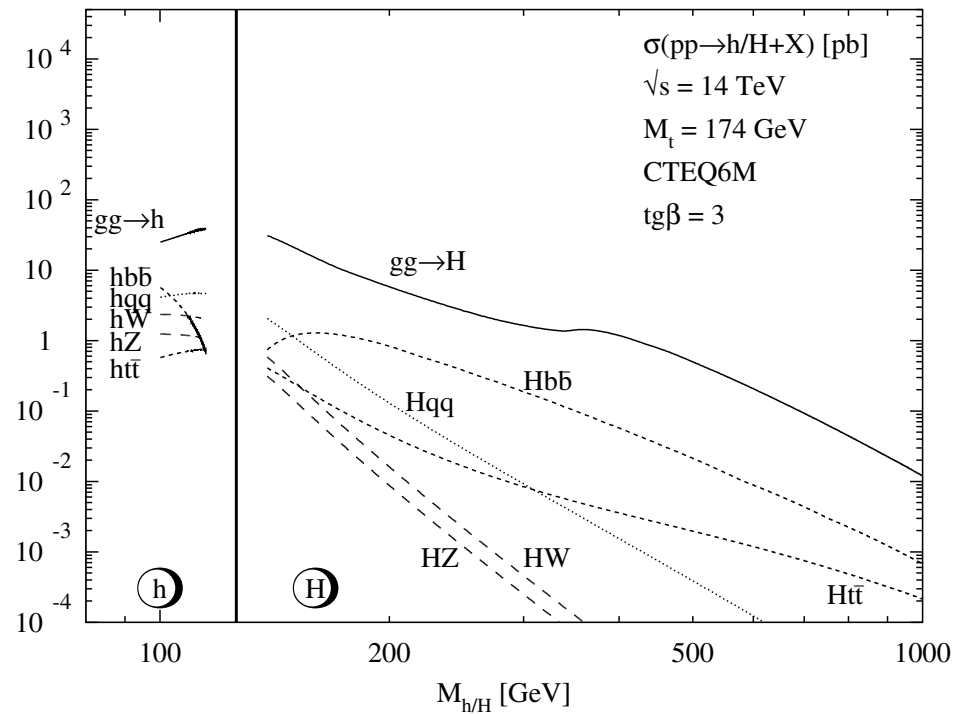 σ(pp→h/H+X) [pb]
√s = 14 TeV
M_t = 174 GeV
CTEQ6M
tgβ = 3
10^4
10^3
10^2
10
1
10^-1
10^-2
10^-3
10^-4
gg→h
hbb̄
hqq
hW
hZ
htt̄
gg→H
Hbb̄
Hqq
HZ
HW
Htt̄
h
H
100
200
500
1000
M_h/H [GeV]